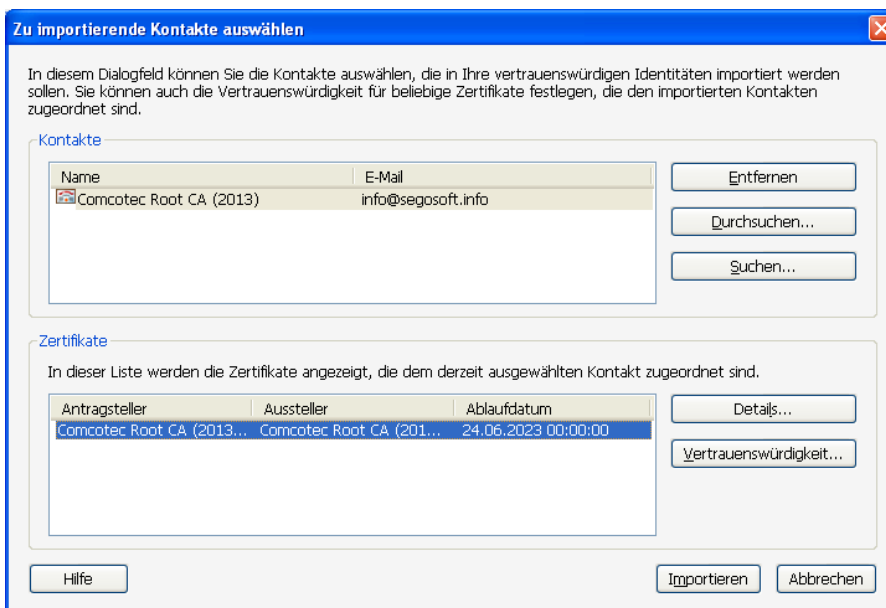 Zu importierende Kontakte auswählen
In diesem Dialogfeld können Sie die Kontakte auswählen, die in Ihre vertrauenswürdigen Identitäten importiert werden
sollen. Sie können auch die Vertrauenswürdigkeit für beliebige Zertifikate festlegen, die den importierten Kontakten
zugeordnet sind.
Kontakte
Name E-Mail
Comcotec Root CA (2013) info@segosoft.info
Entfernen
Durchsuchen...
Suchen...
Zertifikate
In dieser Liste werden die Zertifikate angezeigt, die dem derzeit ausgewählten Kontakt zugeordnet sind.
Antragsteller Aussteller Ablaufdatum
Comcotec Root CA (2013... Comcotec Root CA (201... 24.06.2023 00:00:00
Details...
Vertrauenswürdigkeit...
Hilfe Importieren Abbrechen